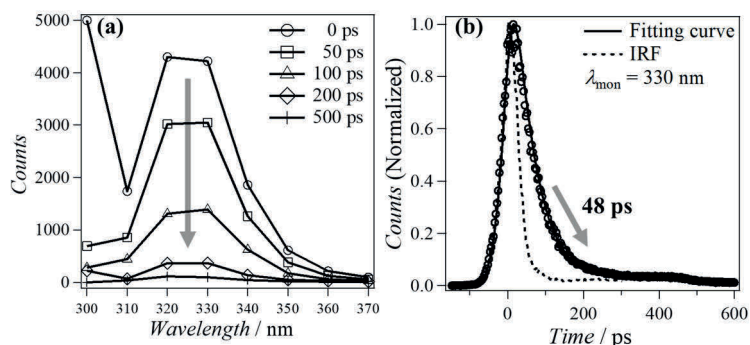 (a)
0 ps
50 ps
100 ps
200 ps
500 ps
5000
4000
3000
2000
1000
0
300 310 320 330 340 350 360 370
Counts
Wavelength / nm
(b)
Fitting curve
IRF
λmon = 330 nm
48 ps
1.0
0.8
0.6
0.4
0.2
0.0
0 200 400 600
Counts (Normalized)
Time / ps